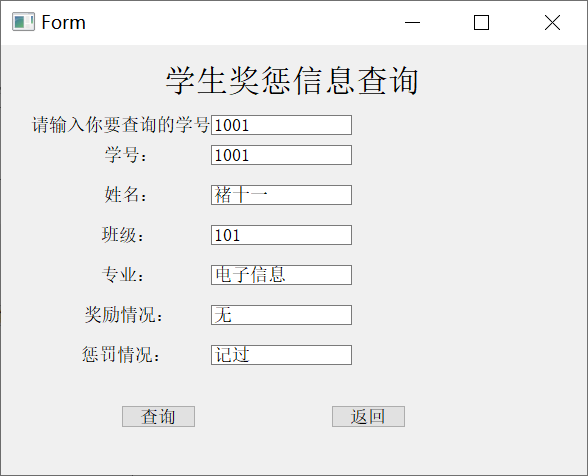 Form
学生奖惩信息查询
请输入你要查询的学号 1001
学号： 1001
姓名： 褚十一
班级： 101
专业： 电子信息
奖励情况： 无
惩罚情况： 记过
查询 返回